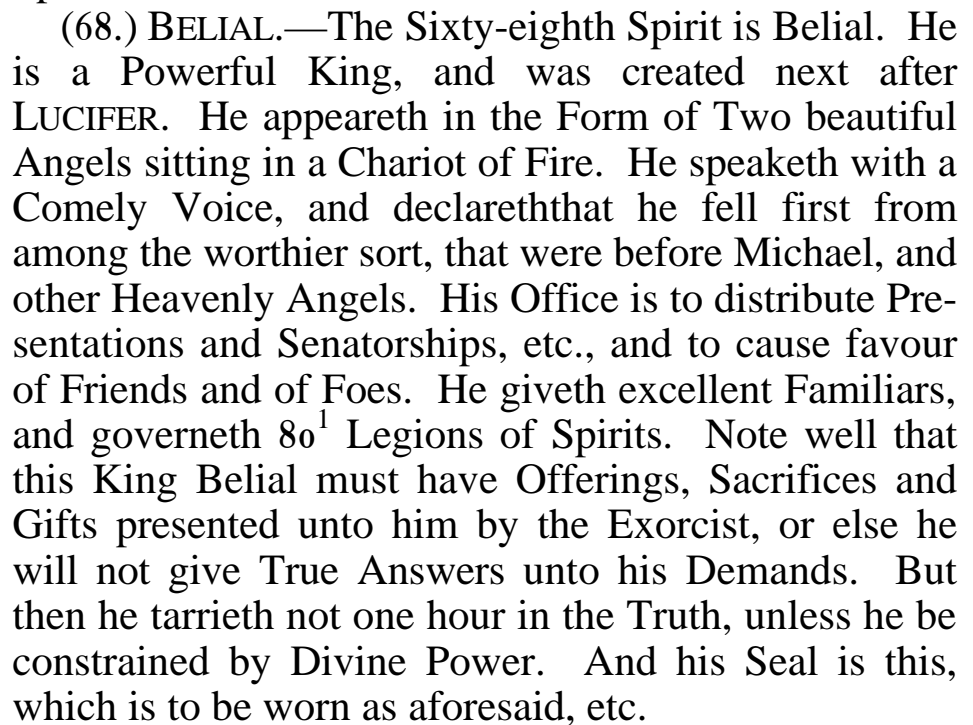 (68.) BELIAL.—The Sixty-eighth Spirit is Belial. He
is a Powerful King, and was created next after
LUCIFER. He appeareth in the Form of Two beautiful
Angels sitting in a Chariot of Fire. He speaketh with a
Comely Voice, and declareththat he fell first from
among the worthier sort, that were before Michael, and
other Heavenly Angels. His Office is to distribute Pre-
sentations and Senatorships, etc., and to cause favour
of Friends and of Foes. He giveth excellent Familiars,
and governeth 80¹ Legions of Spirits. Note well that
this King Belial must have Offerings, Sacrifices and
Gifts presented unto him by the Exorcist, or else he
will not give True Answers unto his Demands. But
then he tarrieth not one hour in the Truth, unless he be
constrained by Divine Power. And his Seal is this,
which is to be worn as aforesaid, etc.